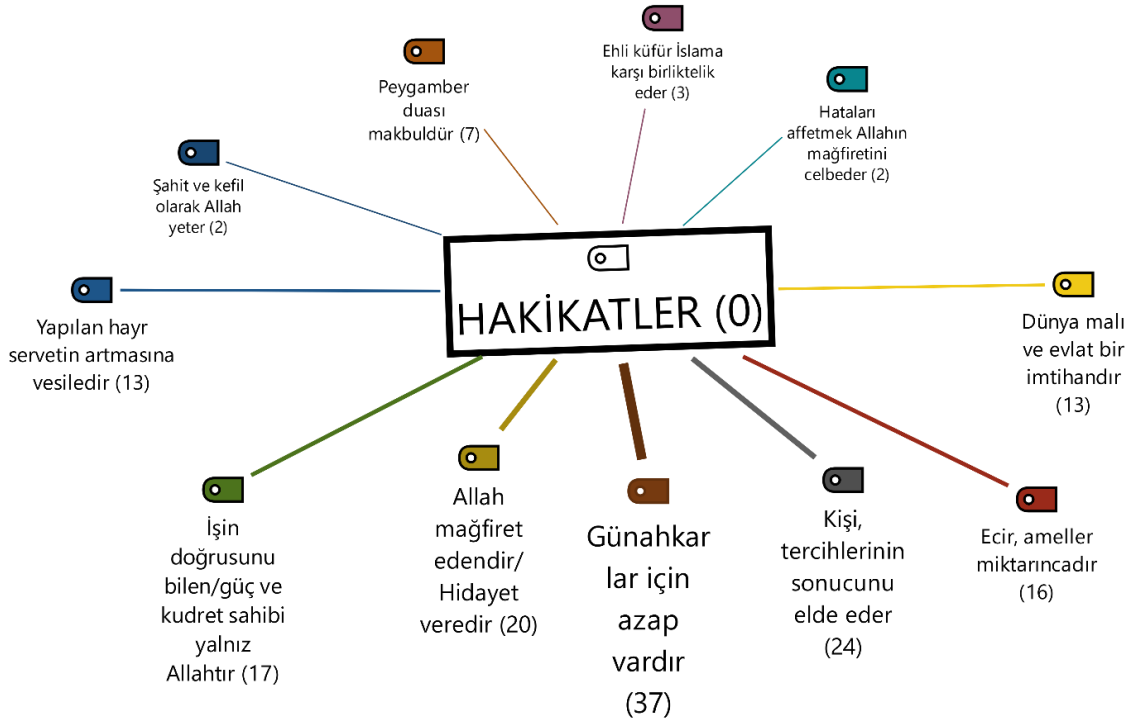 Ehli küfür İslama
karşı birliktelik
eder (3)
Peygamber
duası
makbuldür (7)
Hataları
affetmek Allahın
mağfiretini
celbeder (2)
Şahit ve kefil
olarak Allah
yeter (2)
HAKİKATLER (0)
Yapılan hayr
servetin artmasına
vesiledir (13)
Dünya malı
ve evlat bir
imtihandır
(13)
İşin
doğrusunu
bilen/güç ve
kudret sahibi
yalnız
Allahtır (17)
Allah
mağfiret
edendir/
Hidayet
veredir (20)
Günahkar
lar için
azap
vardır
(37)
Kişi,
tercihlerinin
sonucunu
elde eder
(24)
Ecir, ameller
miktarıncadır
(16)